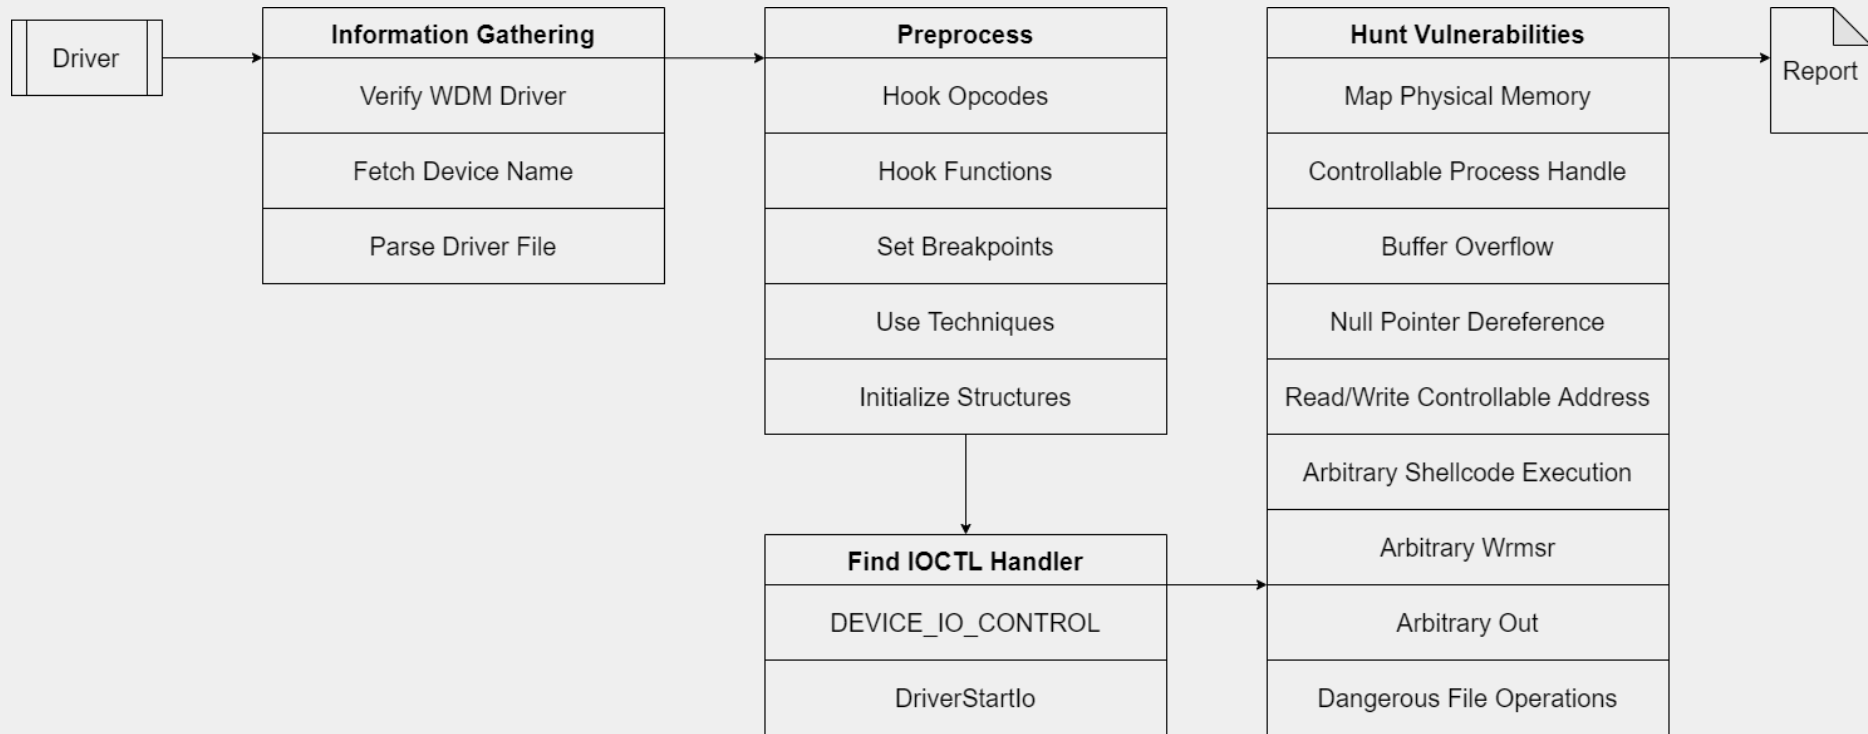 Driver
Information Gathering
Verify WDM Driver
Fetch Device Name
Parse Driver File
Preprocess
Hook Opcodes
Hook Functions
Set Breakpoints
Use Techniques
Initialize Structures
Find IOCTL Handler
DEVICE_IO_CONTROL
DriverStartIo
Hunt Vulnerabilities
Map Physical Memory
Controllable Process Handle
Buffer Overflow
Null Pointer Dereference
Read/Write Controllable Address
Arbitrary Shellcode Execution
Arbitrary Wrmsr
Arbitrary Out
Dangerous File Operations
Report